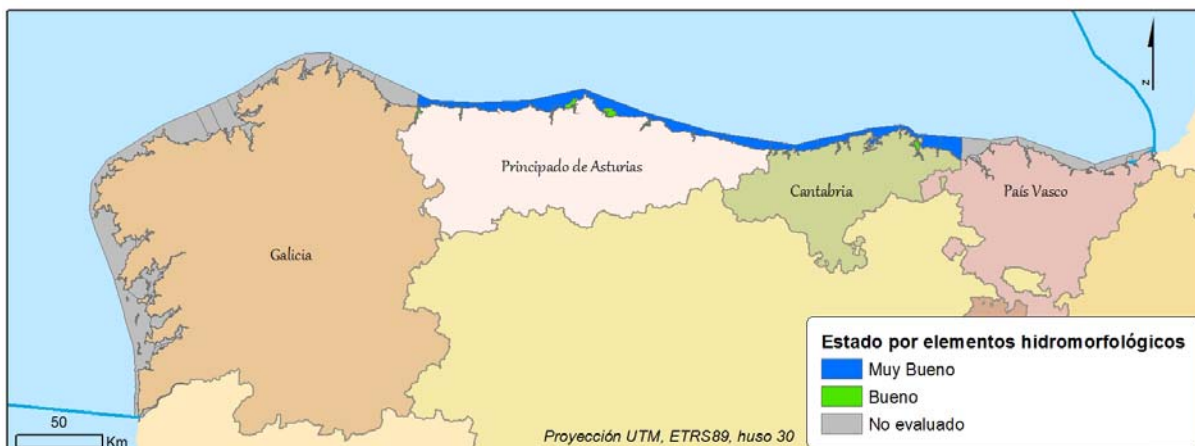 N
Principado de Asturias
Cantabria
País Vasco
Galicia
Estado por elementos hidromorfológicos
Muy Bueno
Bueno
No evaluado
50
Km
Proyección UTM, ETRS89, huso 30